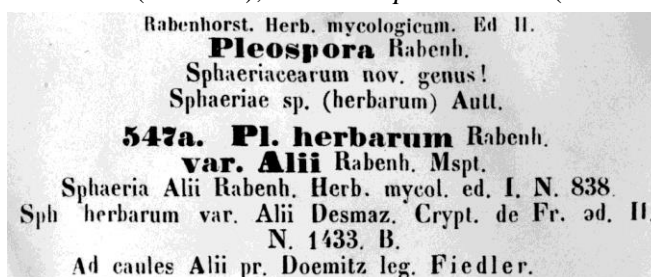 Rabenhorst. Herb. mycologicum. Ed II.
Pleospora Rabenh.
Sphaeriacearum nov. genus!
Sphaeriae sp. (herbarum) Autt.
547a. Pl. herbarum Rabenh.
var. Alii Rabenh. Mspt.
Sphaeria Alii Rabenh. Herb. mycol. ed. I. N. 838.
Sph herbarum var. Alii Desmaz. Crypt. de Fr. ed. II.
N. 1433. B.
Ad caules Alii pr. Doemitz leg. Fiedler.